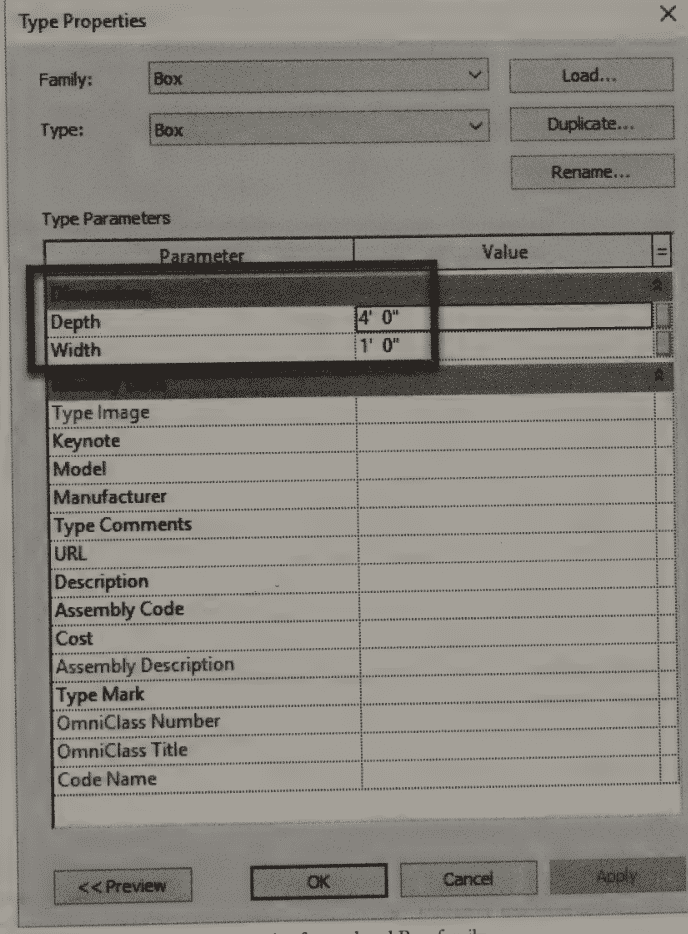 Type Properties
Family: Box Load...
Type: Box Duplicate...
Rename...
Type Parameters
Parameter Value =
Dimensions
Depth 4' 0"
Width 1' 0"
Type Image
Keynote
Model
Manufacturer
Type Comments
URL
Description
Assembly Code
Cost
Assembly Description
Type Mark
OmniClass Number
OmniClass Title
Code Name
<< Preview OK Cancel Apply